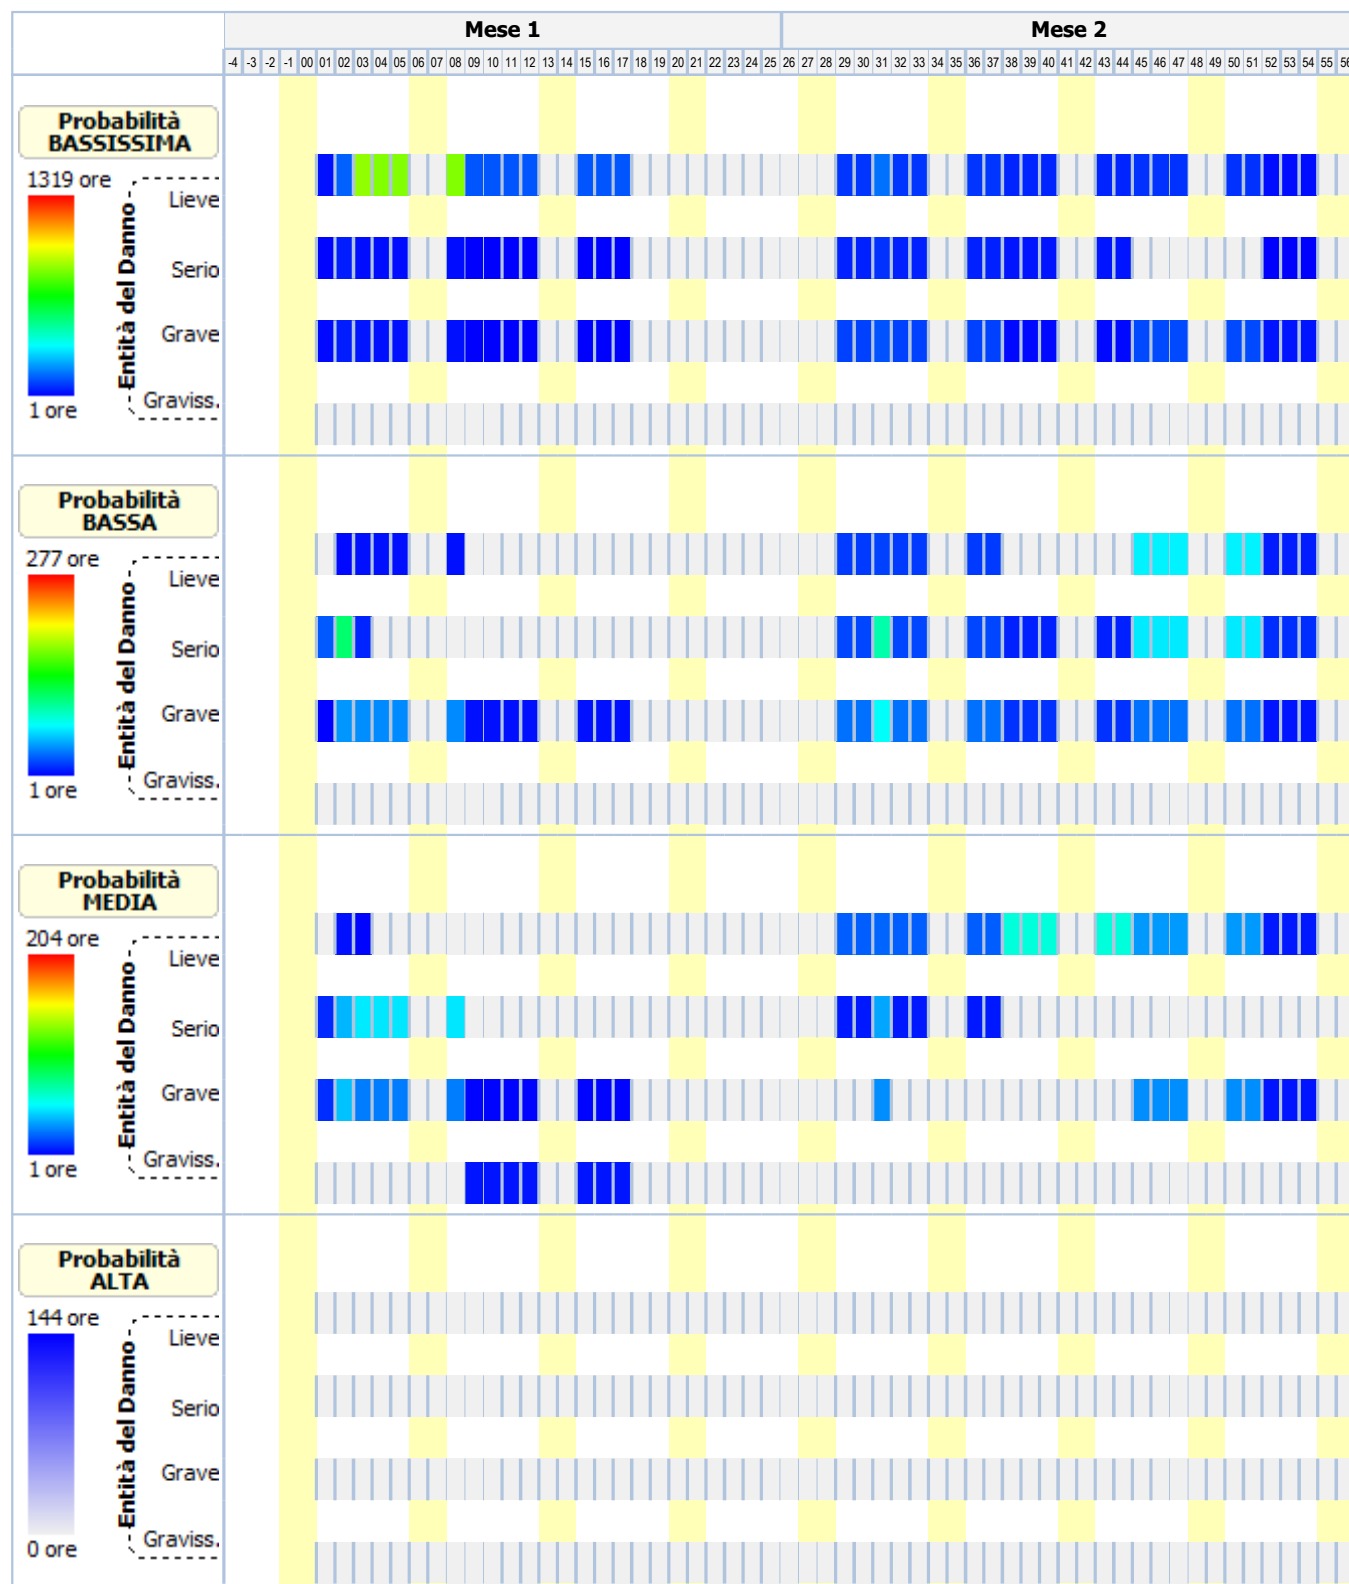 Mese 1 Mese 2
-4 -3 -2 -1 00 01 02 03 04 05 06 07 08 09 10 11 12 13 14 15 16 17 18 19 20 21 22 23 24 25 26 27 28 29 30 31 32 33 34 35 36 37 38 39 40 41 42 43 44 45 46 47 48 49 50 51 52 53 54 55 56
Probabilità
BASSISSIMA
1319 ore
Entità del Danno
Lieve
Serio
Grave
Graviss.
1 ore
Probabilità
BASSA
277 ore
Entità del Danno
Lieve
Serio
Grave
Graviss.
1 ore
Probabilità
MEDIA
204 ore
Entità del Danno
Lieve
Serio
Grave
Graviss.
1 ore
Probabilità
ALTA
144 ore
Entità del Danno
Lieve
Serio
Grave
Graviss.
0 ore